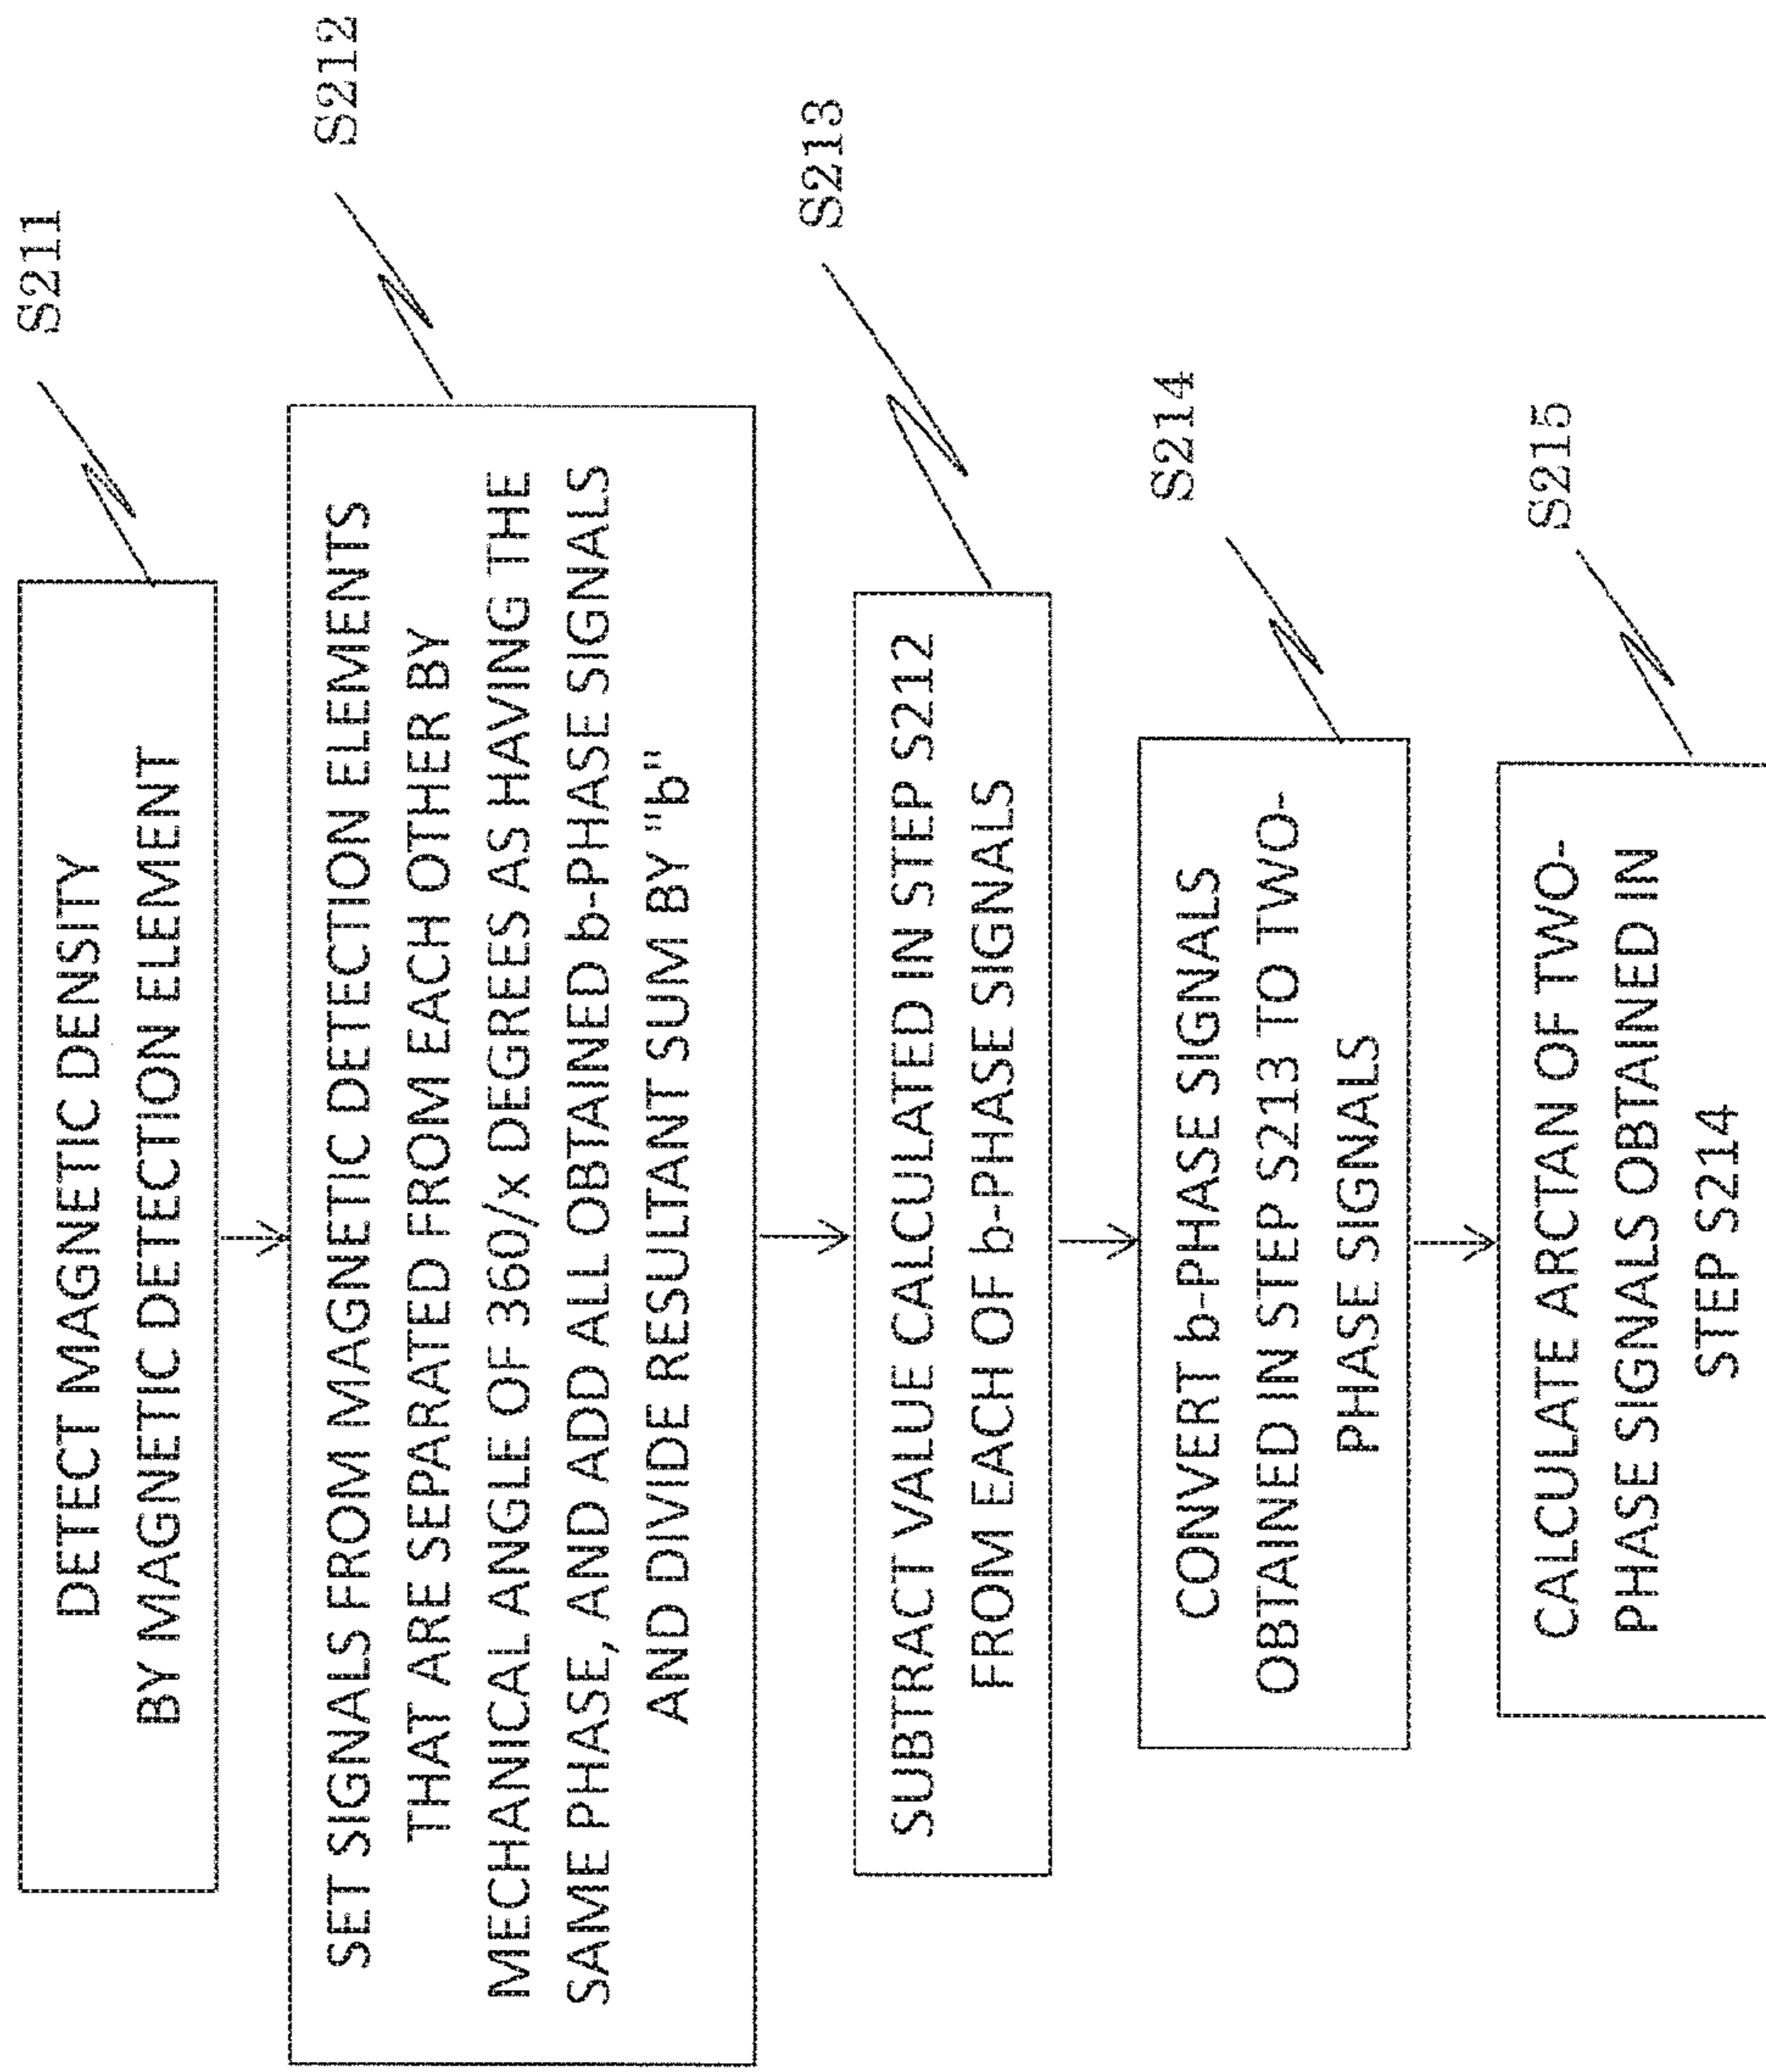 S211
DETECT MAGNETIC DENSITY
BY MAGNETIC DETECTION ELEMENT
S212
SET SIGNALS FROM MAGNETIC DETECTION ELEMENTS
THAT ARE SEPARATED FROM EACH OTHER BY
MECHANICAL ANGLE OF 360/x DEGREES AS HAVING THE
SAME PHASE, AND ADD ALL OBTAINED b-PHASE SIGNALS
AND DIVIDE RESULTANT SUM BY "b"
S213
SUBTRACT VALUE CALCULATED IN STEP S212
FROM EACH OF b-PHASE SIGNALS
S214
CONVERT b-PHASE SIGNALS
OBTAINED IN STEP S213 TO TWO-
PHASE SIGNALS
S215
CALCULATE ARCTAN OF TWO-
PHASE SIGNALS OBTAINED IN
STEP S214